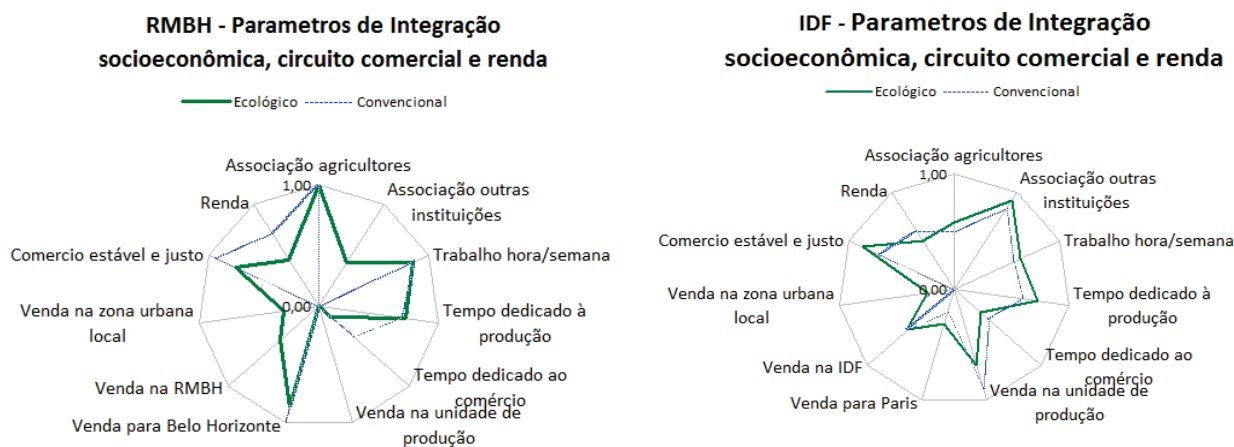 RMBH - Parametros de Integração
socioeconômica, circuito comercial e renda
Ecológico
Convencional
Associação agricultores
1,00
Renda
Associação outras
instituições
Comercio estável e justo
Trabalho hora/semana
0,00
Venda na zona urbana
local
Tempo dedicado à
produção
Venda na RMBH
Tempo dedicado ao
comércio
Venda para Belo Horizonte
Venda na unidade de
produção
IDF - Parametros de Integração
socioeconômica, circuito comercial e renda
Ecológico
Convencional
Associação agricultores
1,00
Renda
Associação outras
instituições
Comercio estável e justo
Trabalho hora/semana
0,00
Venda na zona urbana
local
Tempo dedicado à
produção
Venda na IDF
Tempo dedicado ao
comércio
Venda para Paris
Venda na unidade de
produção